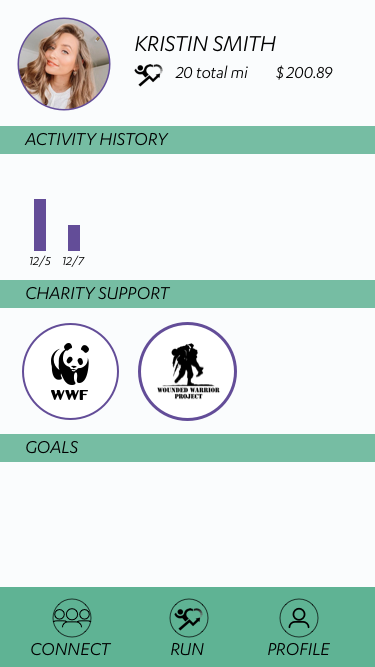 KRISTIN SMITH
20 total mi
$200.89
ACTIVITY HISTORY
12/5
12/7
CHARITY SUPPORT
WWF
WOUNDED WARRIOR
PROJECT
GOALS
CONNECT
RUN
PROFILE